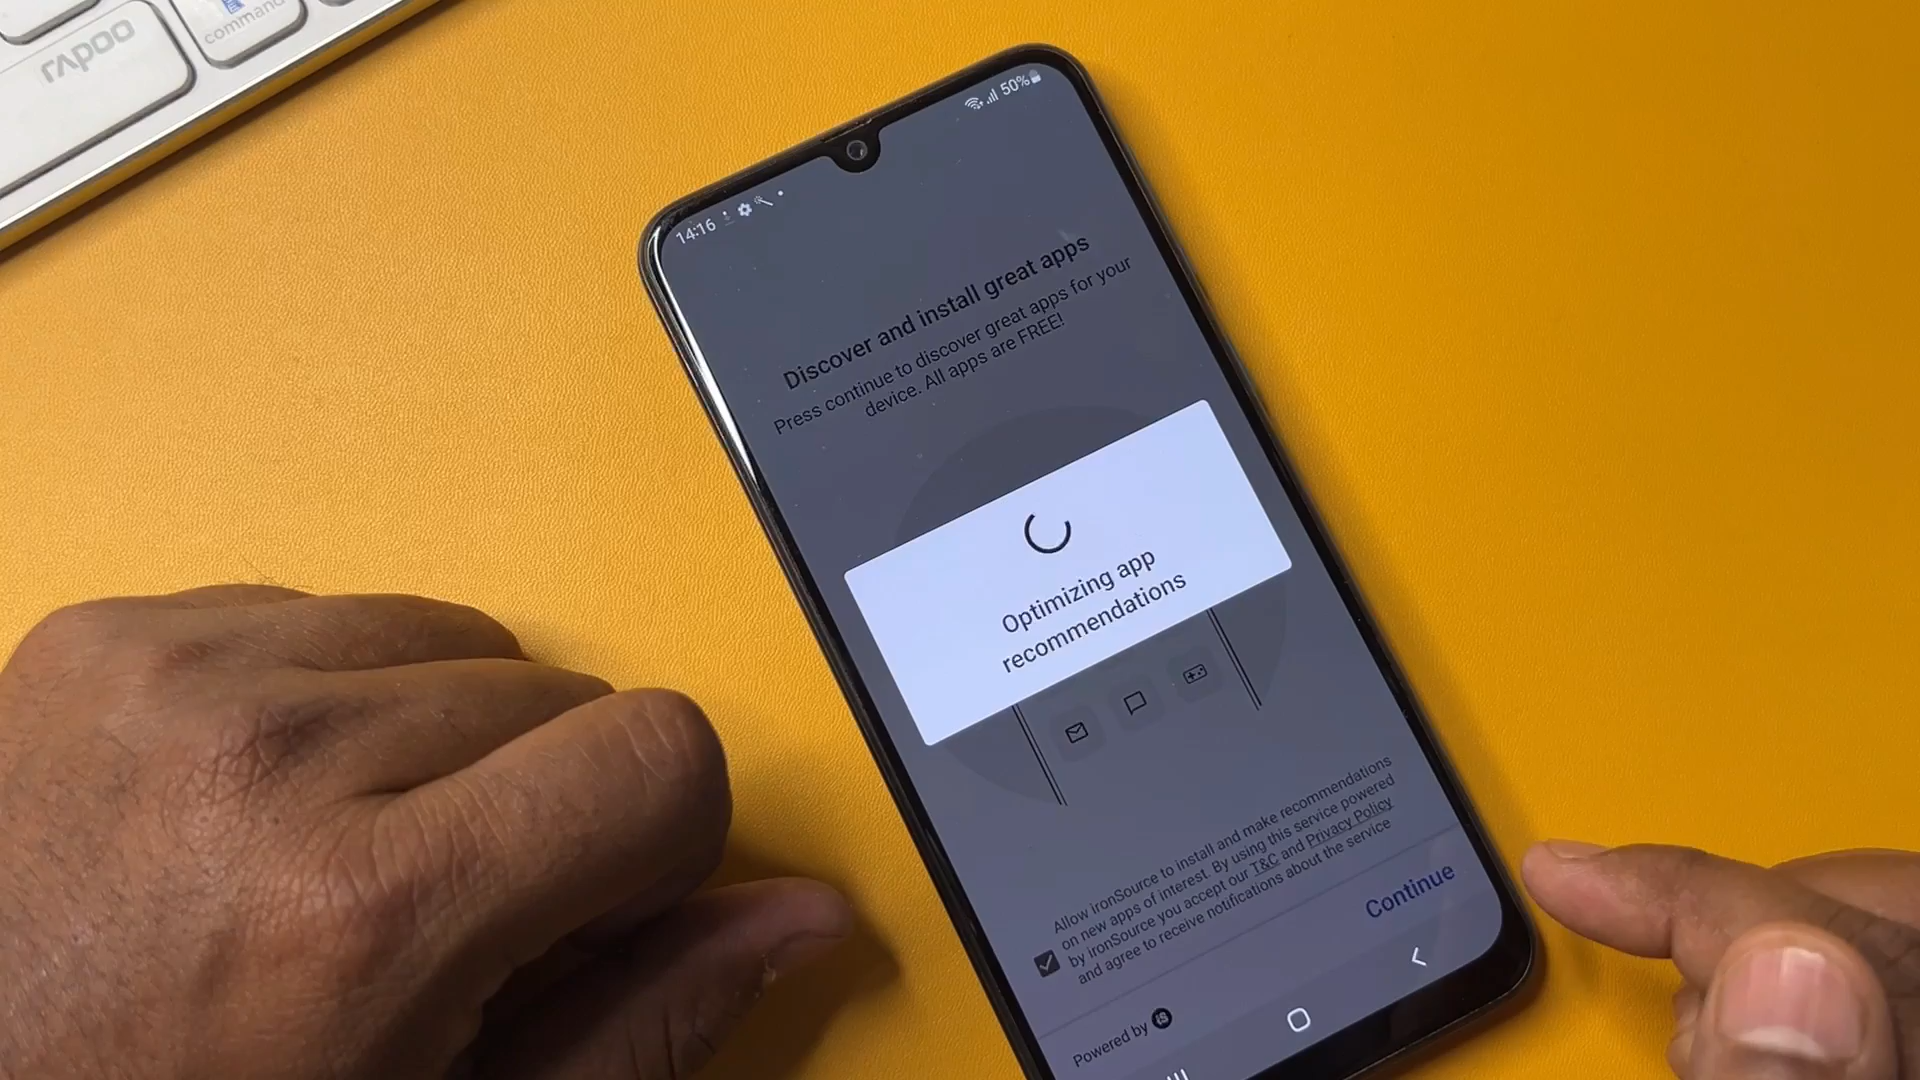 rapoo
command
14:16
50%
Discover and install great apps
Press continue to discover great apps for your
device. All apps are FREE!
Optimizing app
recommendations
Allow ironSource to install and make recommendations
on new apps of interest. By using this service powered
by ironSource you accept our T&C and Privacy Policy
and agree to receive notifications about the service
Continue
Powered by iS